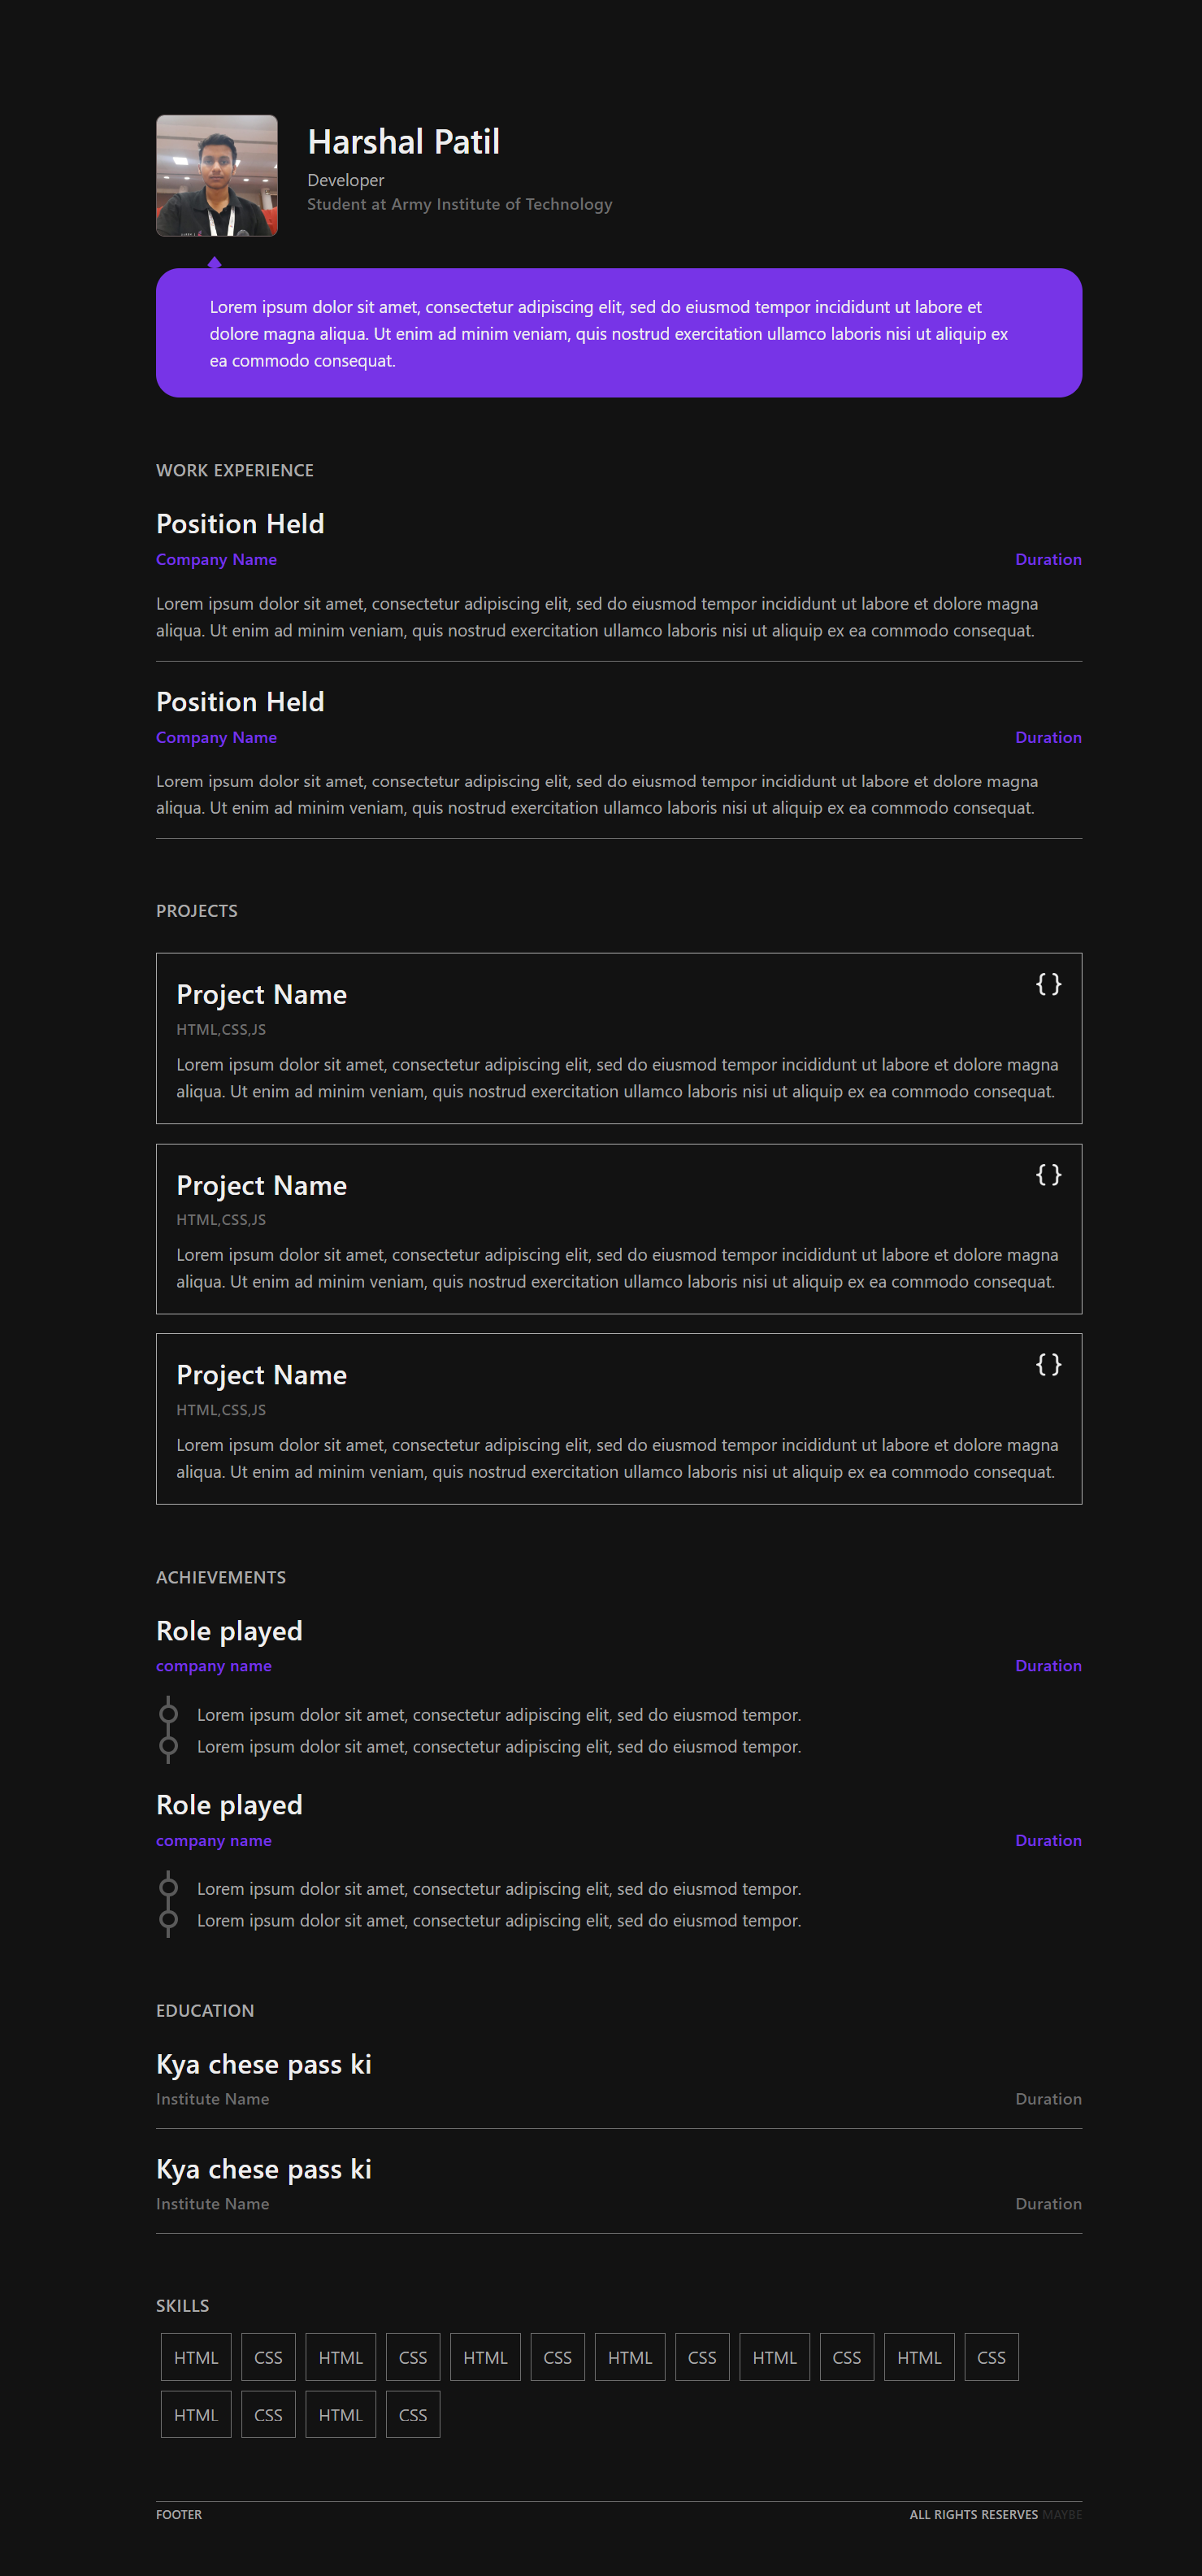 Harshal Patil
Developer
Student at Army Institute of Technology
Lorem ipsum dolor sit amet, consectetur adipiscing elit, sed do eiusmod tempor incididunt ut labore et
dolore magna aliqua. Ut enim ad minim veniam, quis nostrud exercitation ullamco laboris nisi ut aliquip ex
ea commodo consequat.
WORK EXPERIENCE
Position Held
Company Name Duration
Lorem ipsum dolor sit amet, consectetur adipiscing elit, sed do eiusmod tempor incididunt ut labore et dolore magna
aliqua. Ut enim ad minim veniam, quis nostrud exercitation ullamco laboris nisi ut aliquip ex ea commodo consequat.
Position Held
Company Name Duration
Lorem ipsum dolor sit amet, consectetur adipiscing elit, sed do eiusmod tempor incididunt ut labore et dolore magna
aliqua. Ut enim ad minim veniam, quis nostrud exercitation ullamco laboris nisi ut aliquip ex ea commodo consequat.
PROJECTS
Project Name {}
HTML,CSS,JS
Lorem ipsum dolor sit amet, consectetur adipiscing elit, sed do eiusmod tempor incididunt ut labore et dolore magna
aliqua. Ut enim ad minim veniam, quis nostrud exercitation ullamco laboris nisi ut aliquip ex ea commodo consequat.
Project Name {}
HTML,CSS,JS
Lorem ipsum dolor sit amet, consectetur adipiscing elit, sed do eiusmod tempor incididunt ut labore et dolore magna
aliqua. Ut enim ad minim veniam, quis nostrud exercitation ullamco laboris nisi ut aliquip ex ea commodo consequat.
Project Name {}
HTML,CSS,JS
Lorem ipsum dolor sit amet, consectetur adipiscing elit, sed do eiusmod tempor incididunt ut labore et dolore magna
aliqua. Ut enim ad minim veniam, quis nostrud exercitation ullamco laboris nisi ut aliquip ex ea commodo consequat.
ACHIEVEMENTS
Role played
company name Duration
Lorem ipsum dolor sit amet, consectetur adipiscing elit, sed do eiusmod tempor.
Lorem ipsum dolor sit amet, consectetur adipiscing elit, sed do eiusmod tempor.
Role played
company name Duration
Lorem ipsum dolor sit amet, consectetur adipiscing elit, sed do eiusmod tempor.
Lorem ipsum dolor sit amet, consectetur adipiscing elit, sed do eiusmod tempor.
EDUCATION
Kya chese pass ki
Institute Name Duration
Kya chese pass ki
Institute Name Duration
SKILLS
HTML CSS HTML CSS HTML CSS HTML CSS HTML CSS HTML CSS
HTML CSS HTML CSS
FOOTER ALL RIGHTS RESERVES MAYBE